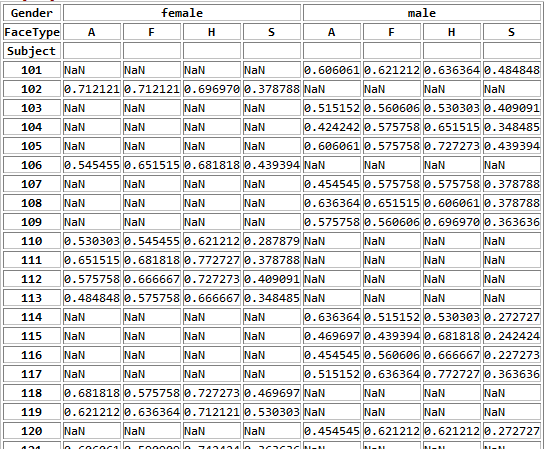 Gender female male
FaceType A F H S A F H S
Subject
101 NaN NaN NaN NaN 0.606061 0.621212 0.636364 0.484848
102 0.712121 0.712121 0.696970 0.378788 NaN NaN NaN NaN
103 NaN NaN NaN NaN 0.515152 0.560606 0.530303 0.409091
104 NaN NaN NaN NaN 0.424242 0.575758 0.651515 0.348485
105 NaN NaN NaN NaN 0.606061 0.575758 0.727273 0.439394
106 0.545455 0.651515 0.681818 0.439394 NaN NaN NaN NaN
107 NaN NaN NaN NaN 0.454545 0.575758 0.575758 0.378788
108 NaN NaN NaN NaN 0.636364 0.651515 0.606061 0.378788
109 NaN NaN NaN NaN 0.575758 0.560606 0.696970 0.363636
110 0.530303 0.545455 0.621212 0.287879 NaN NaN NaN NaN
111 0.651515 0.681818 0.772727 0.378788 NaN NaN NaN NaN
112 0.575758 0.666667 0.727273 0.409091 NaN NaN NaN NaN
113 0.484848 0.575758 0.666667 0.348485 NaN NaN NaN NaN
114 NaN NaN NaN NaN 0.636364 0.515152 0.530303 0.272727
115 NaN NaN NaN NaN 0.469697 0.439394 0.681818 0.242424
116 NaN NaN NaN NaN 0.454545 0.560606 0.666667 0.227273
117 NaN NaN NaN NaN 0.515152 0.636364 0.772727 0.363636
118 0.681818 0.575758 0.727273 0.469697 NaN NaN NaN NaN
119 0.621212 0.636364 0.712121 0.530303 NaN NaN NaN NaN
120 NaN NaN NaN NaN 0.454545 0.621212 0.621212 0.272727